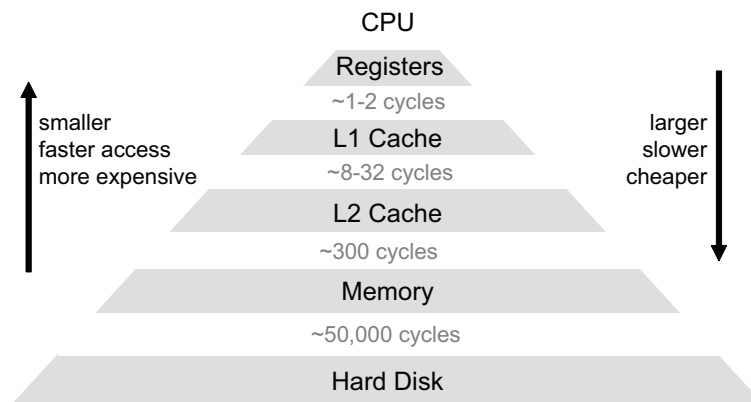 CPU
Registers
~1-2 cycles
smaller
faster access
more expensive
L1 Cache
~8-32 cycles
L2 Cache
~300 cycles
Memory
~50,000 cycles
Hard Disk
larger
slower
cheaper